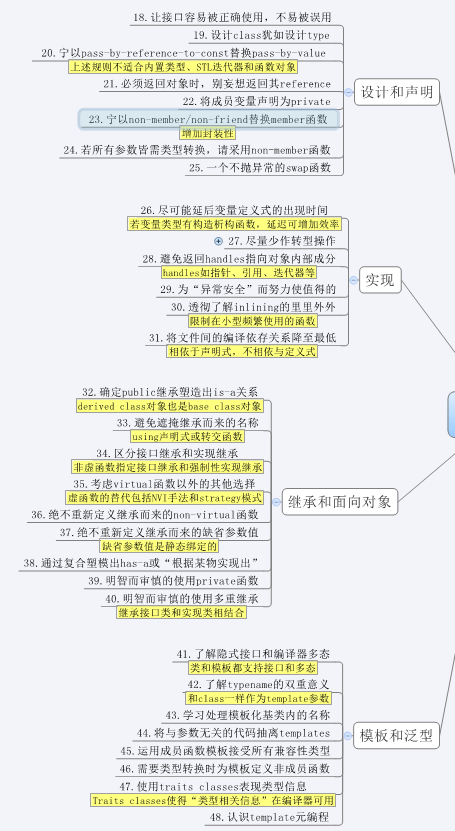 18.让接口容易被正确使用，不易被误用
19.设计class犹如设计type
20.宁以pass-by-reference-to-const替换pass-by-value
上述规则不适合内置类型、STL迭代器和函数对象
21.必须返回对象时，别妄想返回其reference
22.将成员变量声明为private
23.宁以non-member/non-friend替换member函数
增加封装性
24.若所有参数皆需类型转换，请采用non-member函数
25.一个不抛异常的swap函数
设计和声明
26.尽可能延后变量定义式的出现时间
若变量类型有构造析构函数，延迟可增加效率
27.尽量少作转型操作
28.避免返回handles指向对象内部成分
handles如指针、引用、迭代器等
29.为“异常安全”而努力使值得的
30.透彻了解inlining的里里外外
限制在小型频繁使用的函数
31.将文件间的编译依存关系降至最低
相依于声明式，不相依与定义式
实现
32.确定public继承塑造出is-a关系
derived class对象也是base class对象
33.避免遮掩继承而来的名称
using声明式或转交函数
34.区分接口继承和实现继承
非虚函数指定接口继承和强制性实现继承
35.考虑virtual函数以外的其他选择
虚函数的替代包括NVI手法和strategy模式
36.绝不重新定义继承而来的non-virtual函数
37.绝不重新定义继承而来的缺省参数值
缺省参数值是静态绑定的
38.通过复合塑模出has-a或“根据某物实现出”
39.明智而审慎的使用private函数
40.明智而审慎的使用多重继承
继承接口类和实现类相结合
继承和面向对象
41.了解隐式接口和编译器多态
类和模板都支持接口和多态
42.了解typename的双重意义
和class一样作为template参数
43.学习处理模板化基类内的名称
44.将与参数无关的代码抽离templates
45.运用成员函数模板接受所有兼容性类型
46.需要类型转换时为模板定义非成员函数
47.使用traits classes表现类型信息
Traits classes使得“类型相关信息”在编译器可用
48.认识template元编程
模板和泛型